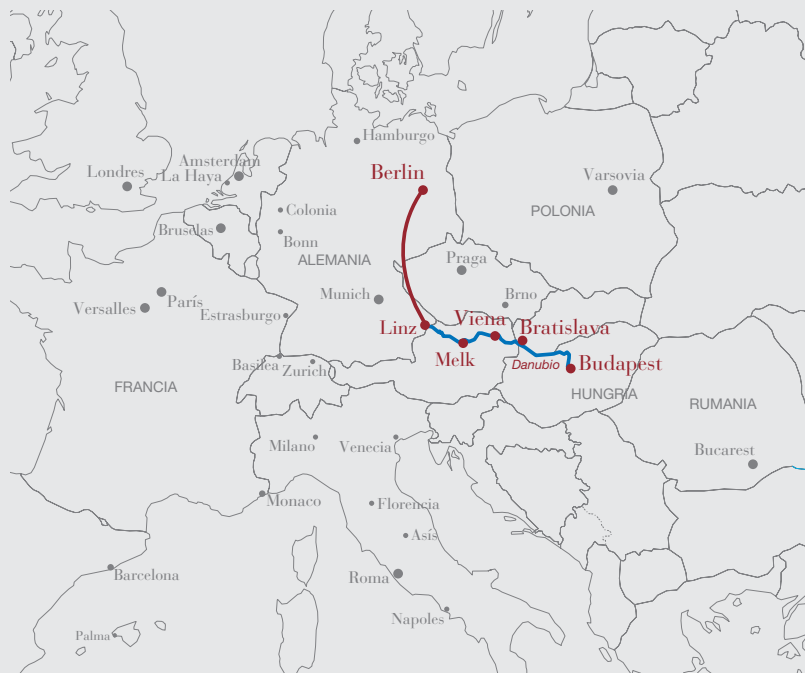 Hamburgo
Amsterdam
La Haya
Londres
Berlin
Varsovia
POLONIA
Colonia
Bruselas
Bonn
ALEMANIA
Praga
Munich
Brno
París
Versalles
Estrasburgo
Linz
Viena
Bratislava
Melk
Danubio
Budapest
Basilea
Zurich
FRANCIA
HUNGRIA
RUMANIA
Milano
Venecia
Bucarest
Monaco
Florencia
Asís
Barcelona
Roma
Napoles
Palma